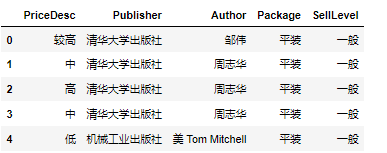 PriceDesc Publisher Author Package SellLevel
0 较高 清华大学出版社 邹伟 平装 一般
1 中 清华大学出版社 周志华 平装 一般
2 高 清华大学出版社 周志华 平装 一般
3 中 清华大学出版社 周志华 平装 一般
4 低 机械工业出版社 美 Tom Mitchell 平装 一般